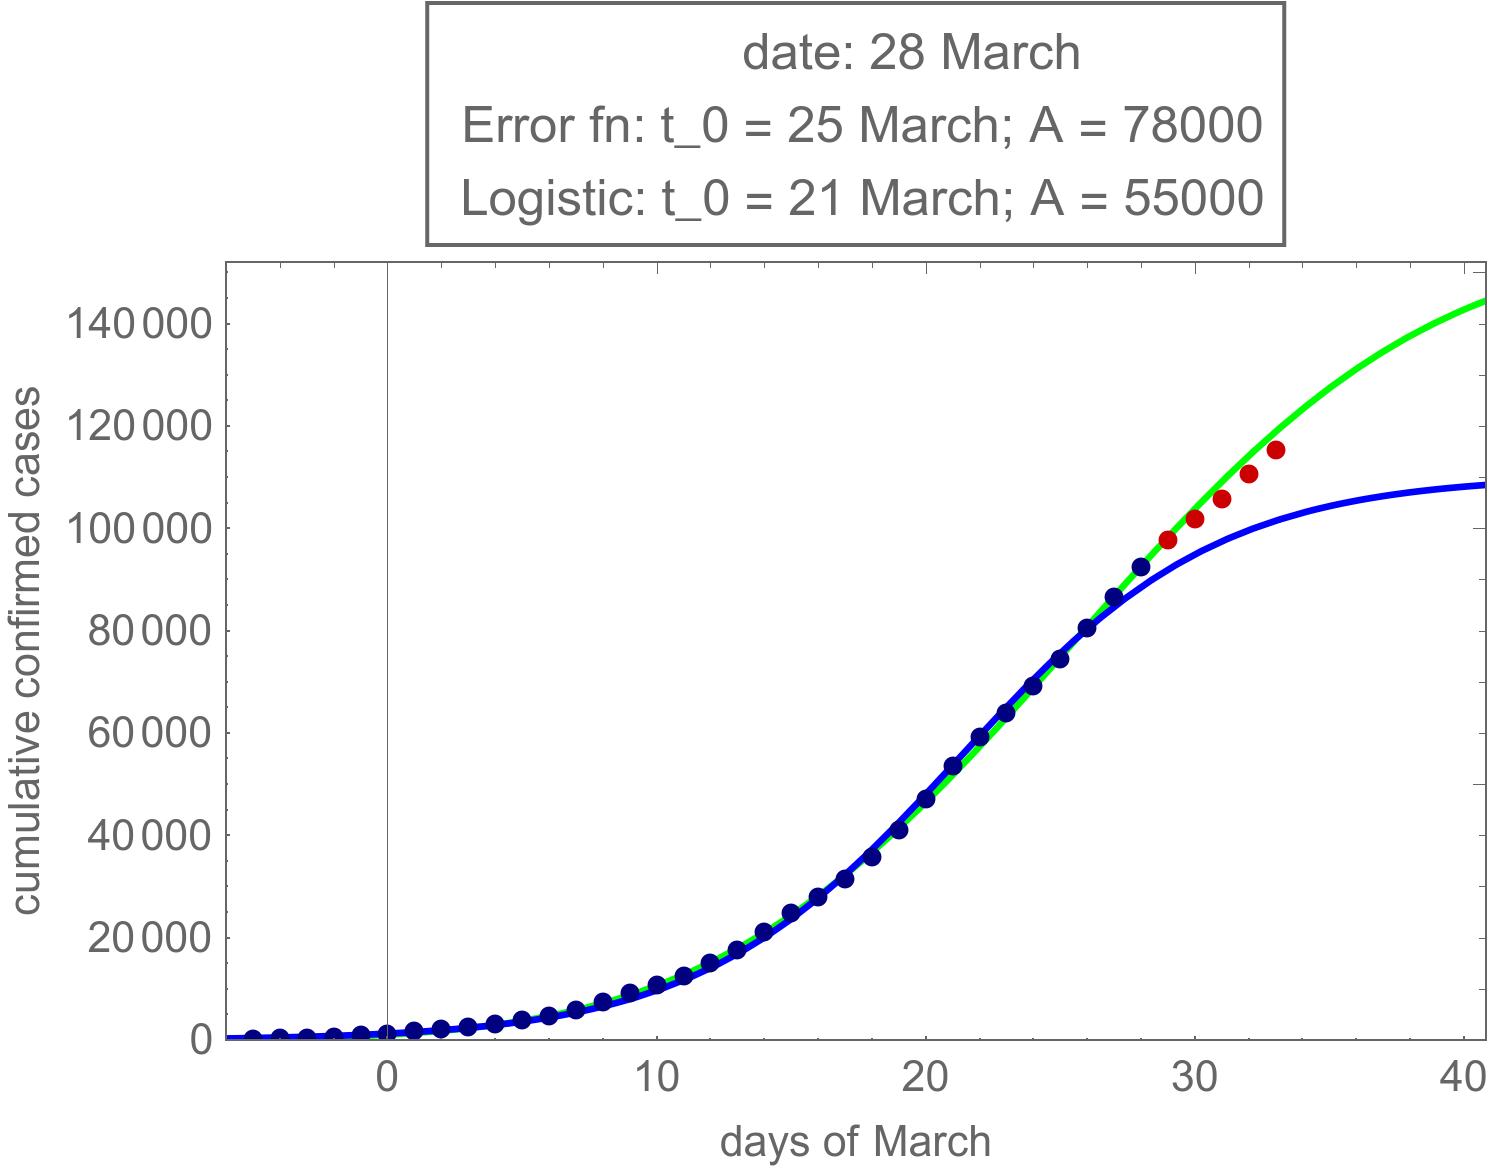 date: 28 March
Error fn: t_0 = 25 March; A = 78000
Logistic: t_0 = 21 March; A = 55000
140 000
120 000
100 000
80 000
60 000
40 000
20 000
0
cumulative confirmed cases
0 10 20 30 40
days of March